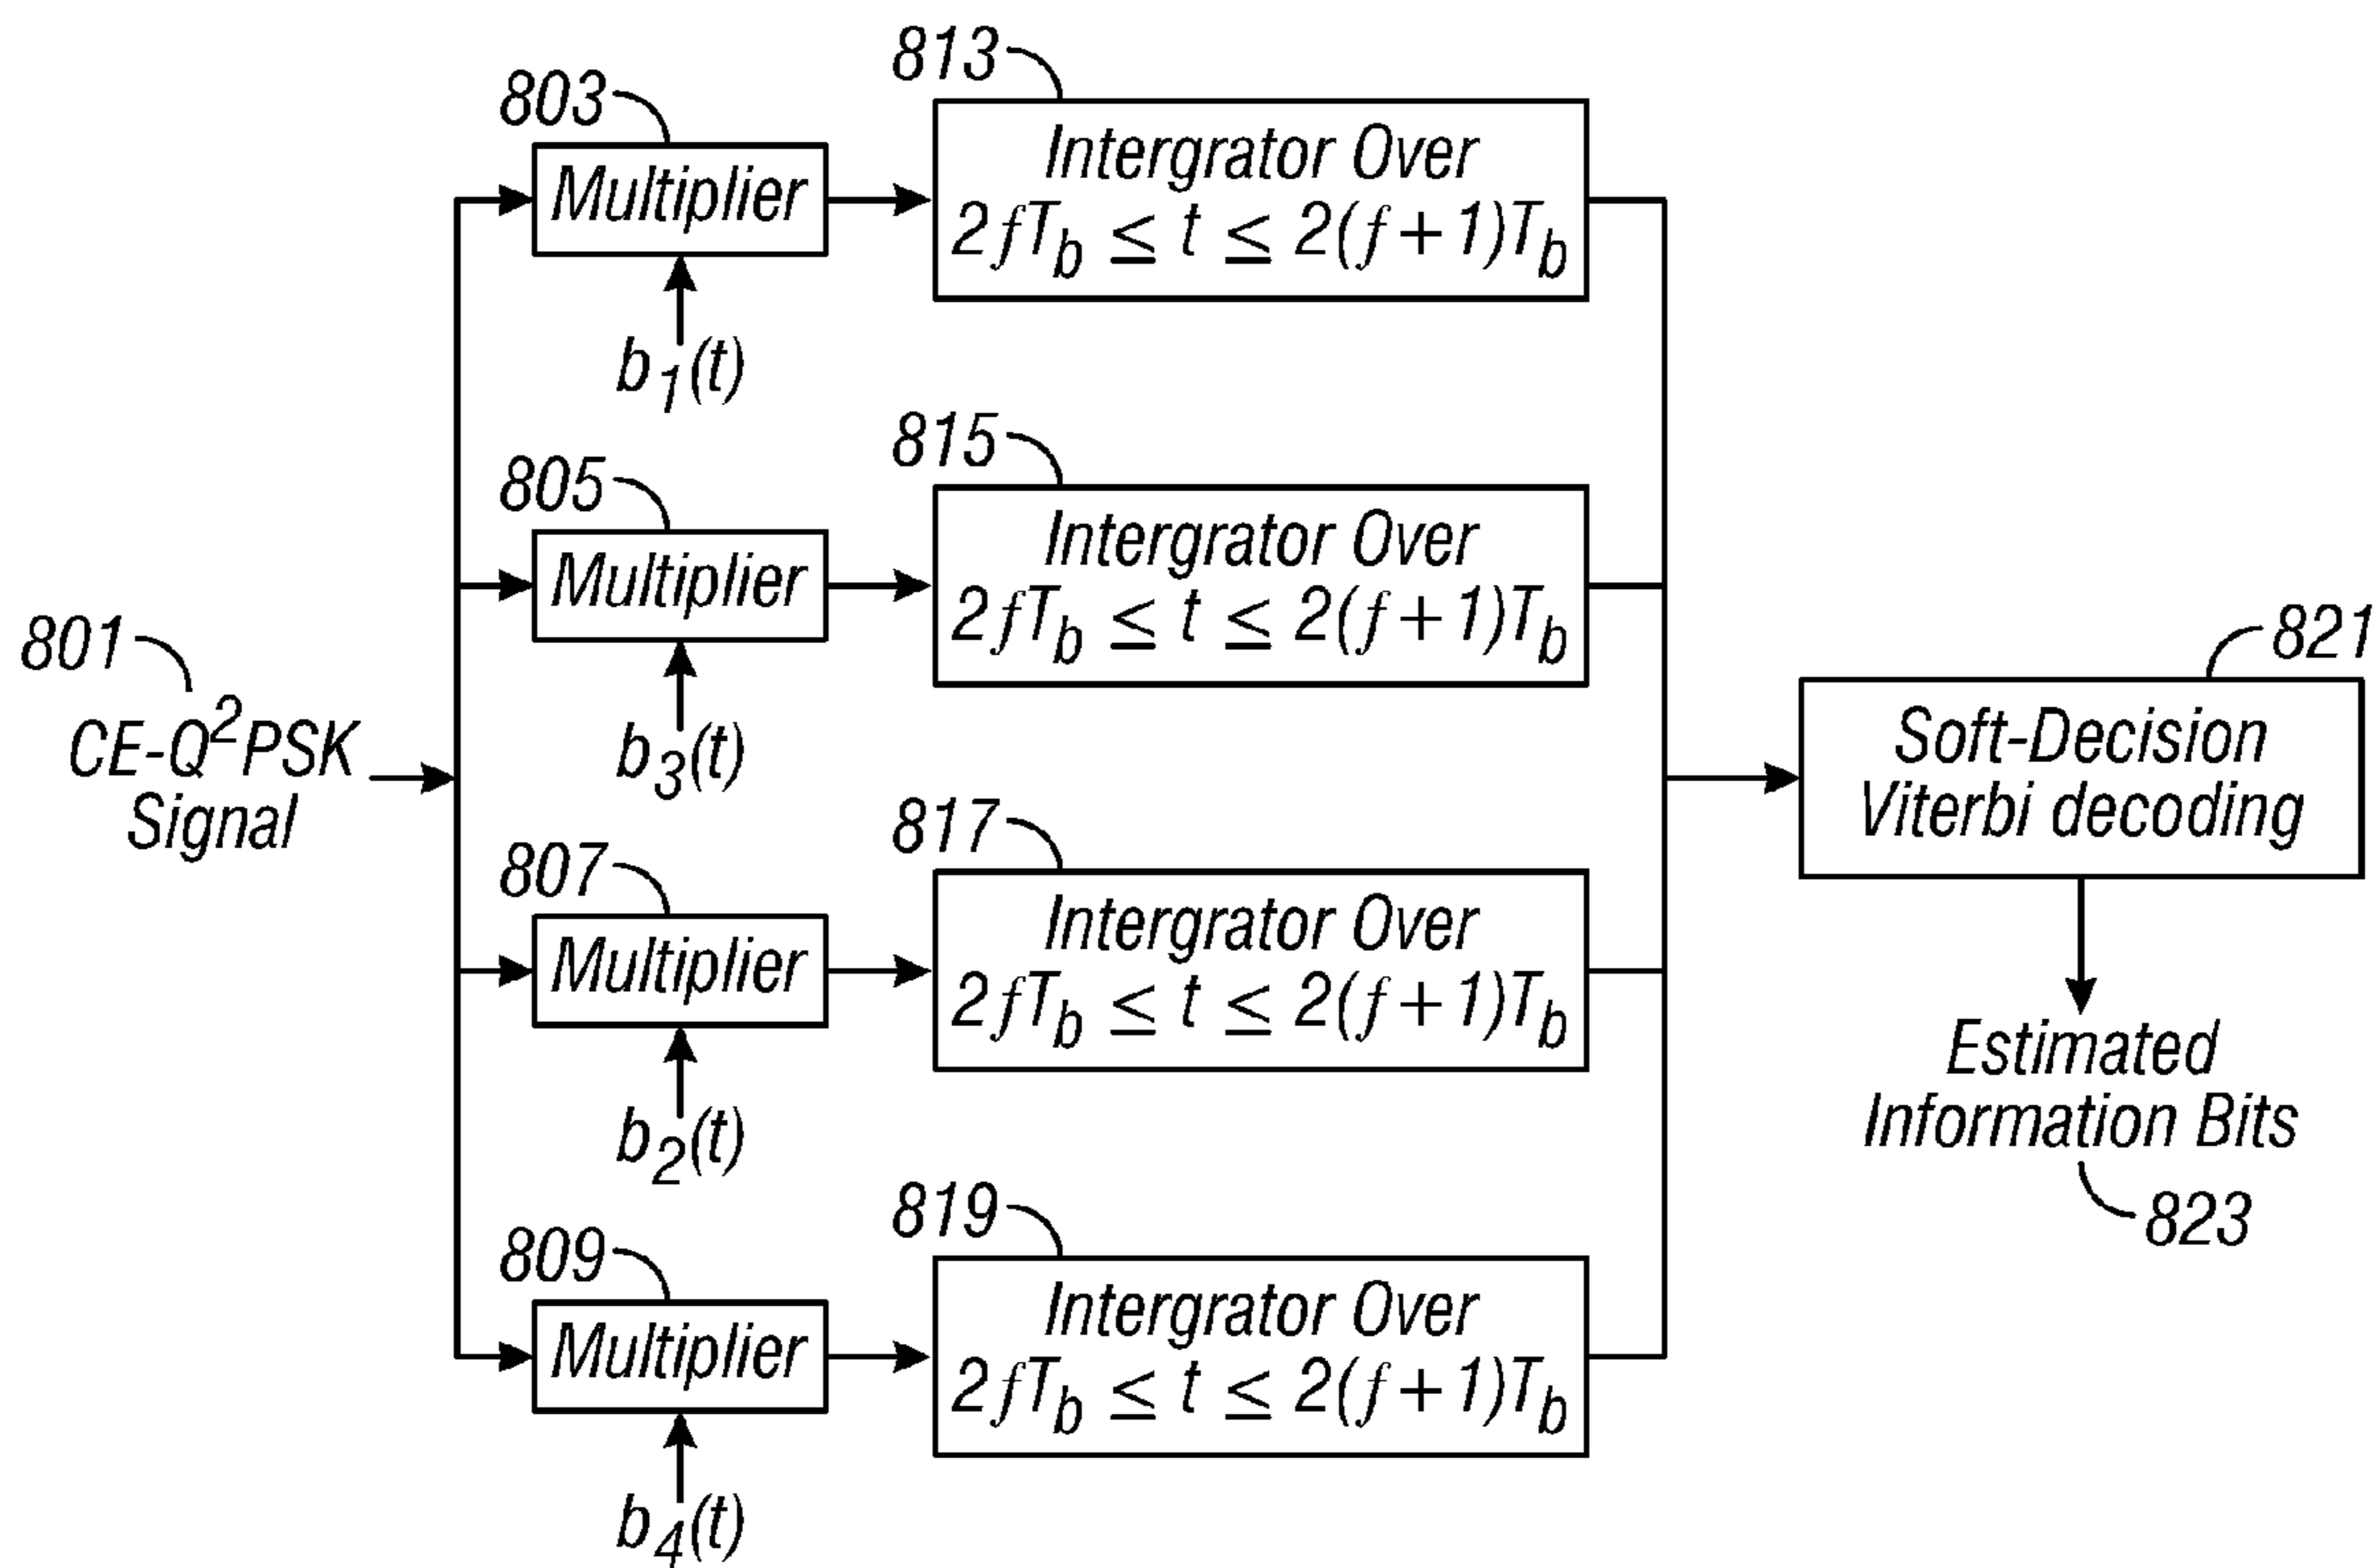 813
803
Intergrator Over
Multiplier
2fT_b ≤ t ≤ 2(f + 1)T_b
b_1(t)
815
805
Intergrator Over
Multiplier
2fT_b ≤ t ≤ 2(f + 1)T_b
801
821
CE-Q²PSK
Signal
b_3(t)
Soft-Decision
Viterbi decoding
817
807
Intergrator Over
Multiplier
2fT_b ≤ t ≤ 2(f + 1)T_b
b_2(t)
Estimated
Information Bits
823
819
809
Intergrator Over
Multiplier
2fT_b ≤ t ≤ 2(f + 1)T_b
b_4(t)